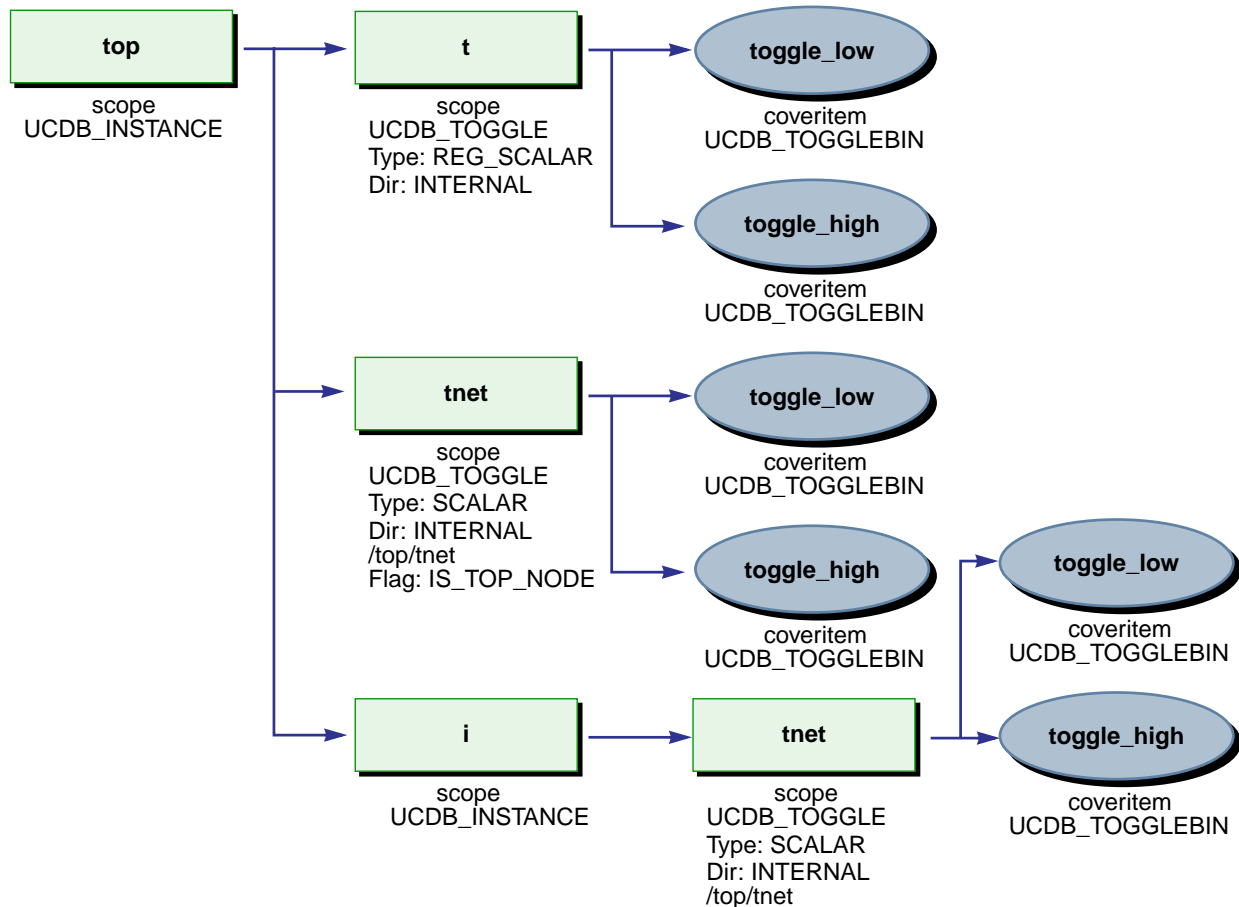 top
scope
UCDB_INSTANCE
t
scope
UCDB_TOGGLE
Type: REG_SCALAR
Dir: INTERNAL
toggle_low
coveritem
UCDB_TOGGLEBIN
toggle_high
coveritem
UCDB_TOGGLEBIN
tnet
scope
UCDB_TOGGLE
Type: SCALAR
Dir: INTERNAL
/top/tnet
Flag: IS_TOP_NODE
toggle_low
coveritem
UCDB_TOGGLEBIN
toggle_high
coveritem
UCDB_TOGGLEBIN
i
scope
UCDB_INSTANCE
tnet
scope
UCDB_TOGGLE
Type: SCALAR
Dir: INTERNAL
/top/tnet
toggle_low
coveritem
UCDB_TOGGLEBIN
toggle_high
coveritem
UCDB_TOGGLEBIN